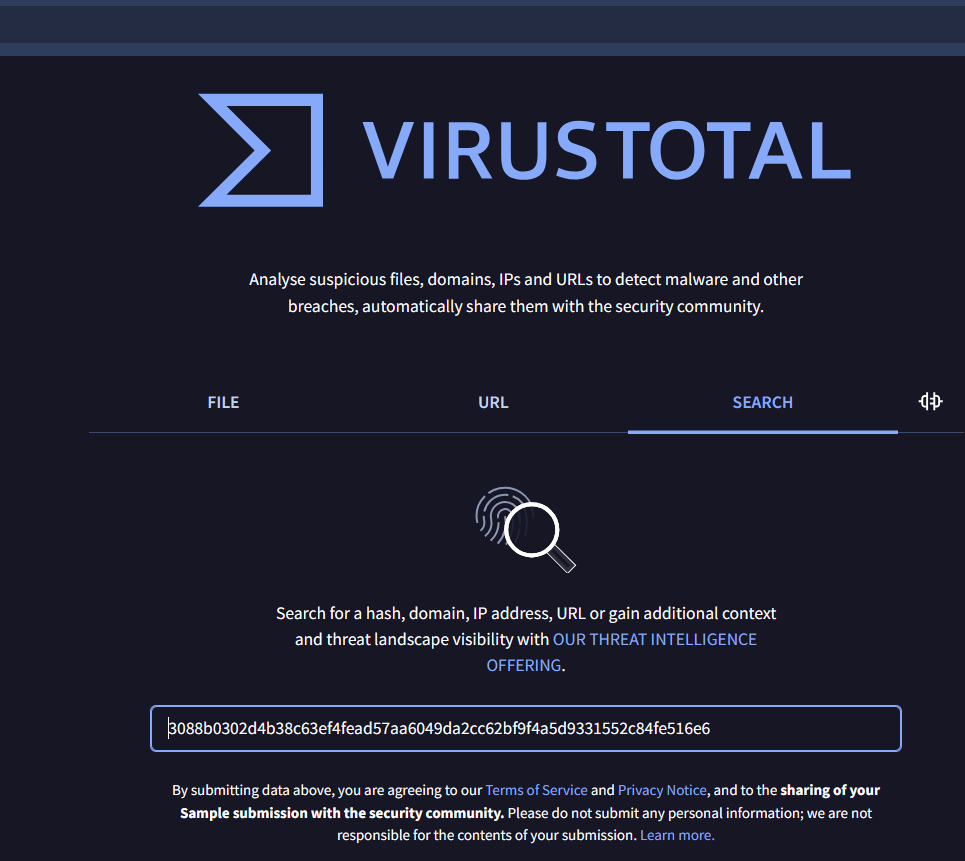 VIRUSTOTAL
Analyse suspicious files, domains, IPs and URLs to detect malware and other
breaches, automatically share them with the security community.
FILE
URL
SEARCH
Search for a hash, domain, IP address, URL or gain additional context
and threat landscape visibility with OUR THREAT INTELLIGENCE
OFFERING.
3088b0302d4b38c63ef4fead57aa6049da2cc62bf9f4a5d9331552c84fe516e6
By submitting data above, you are agreeing to our Terms of Service and Privacy Notice, and to the sharing of your
Sample submission with the security community. Please do not submit any personal information; we are not
responsible for the contents of your submission. Learn more.